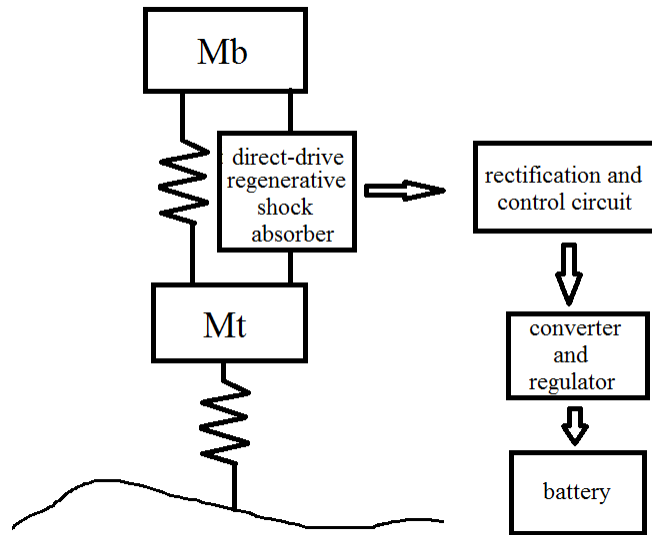 Mb
direct-drive
regenerative
shock
absorber
rectification and
control circuit
Mt
converter
and
regulator
battery